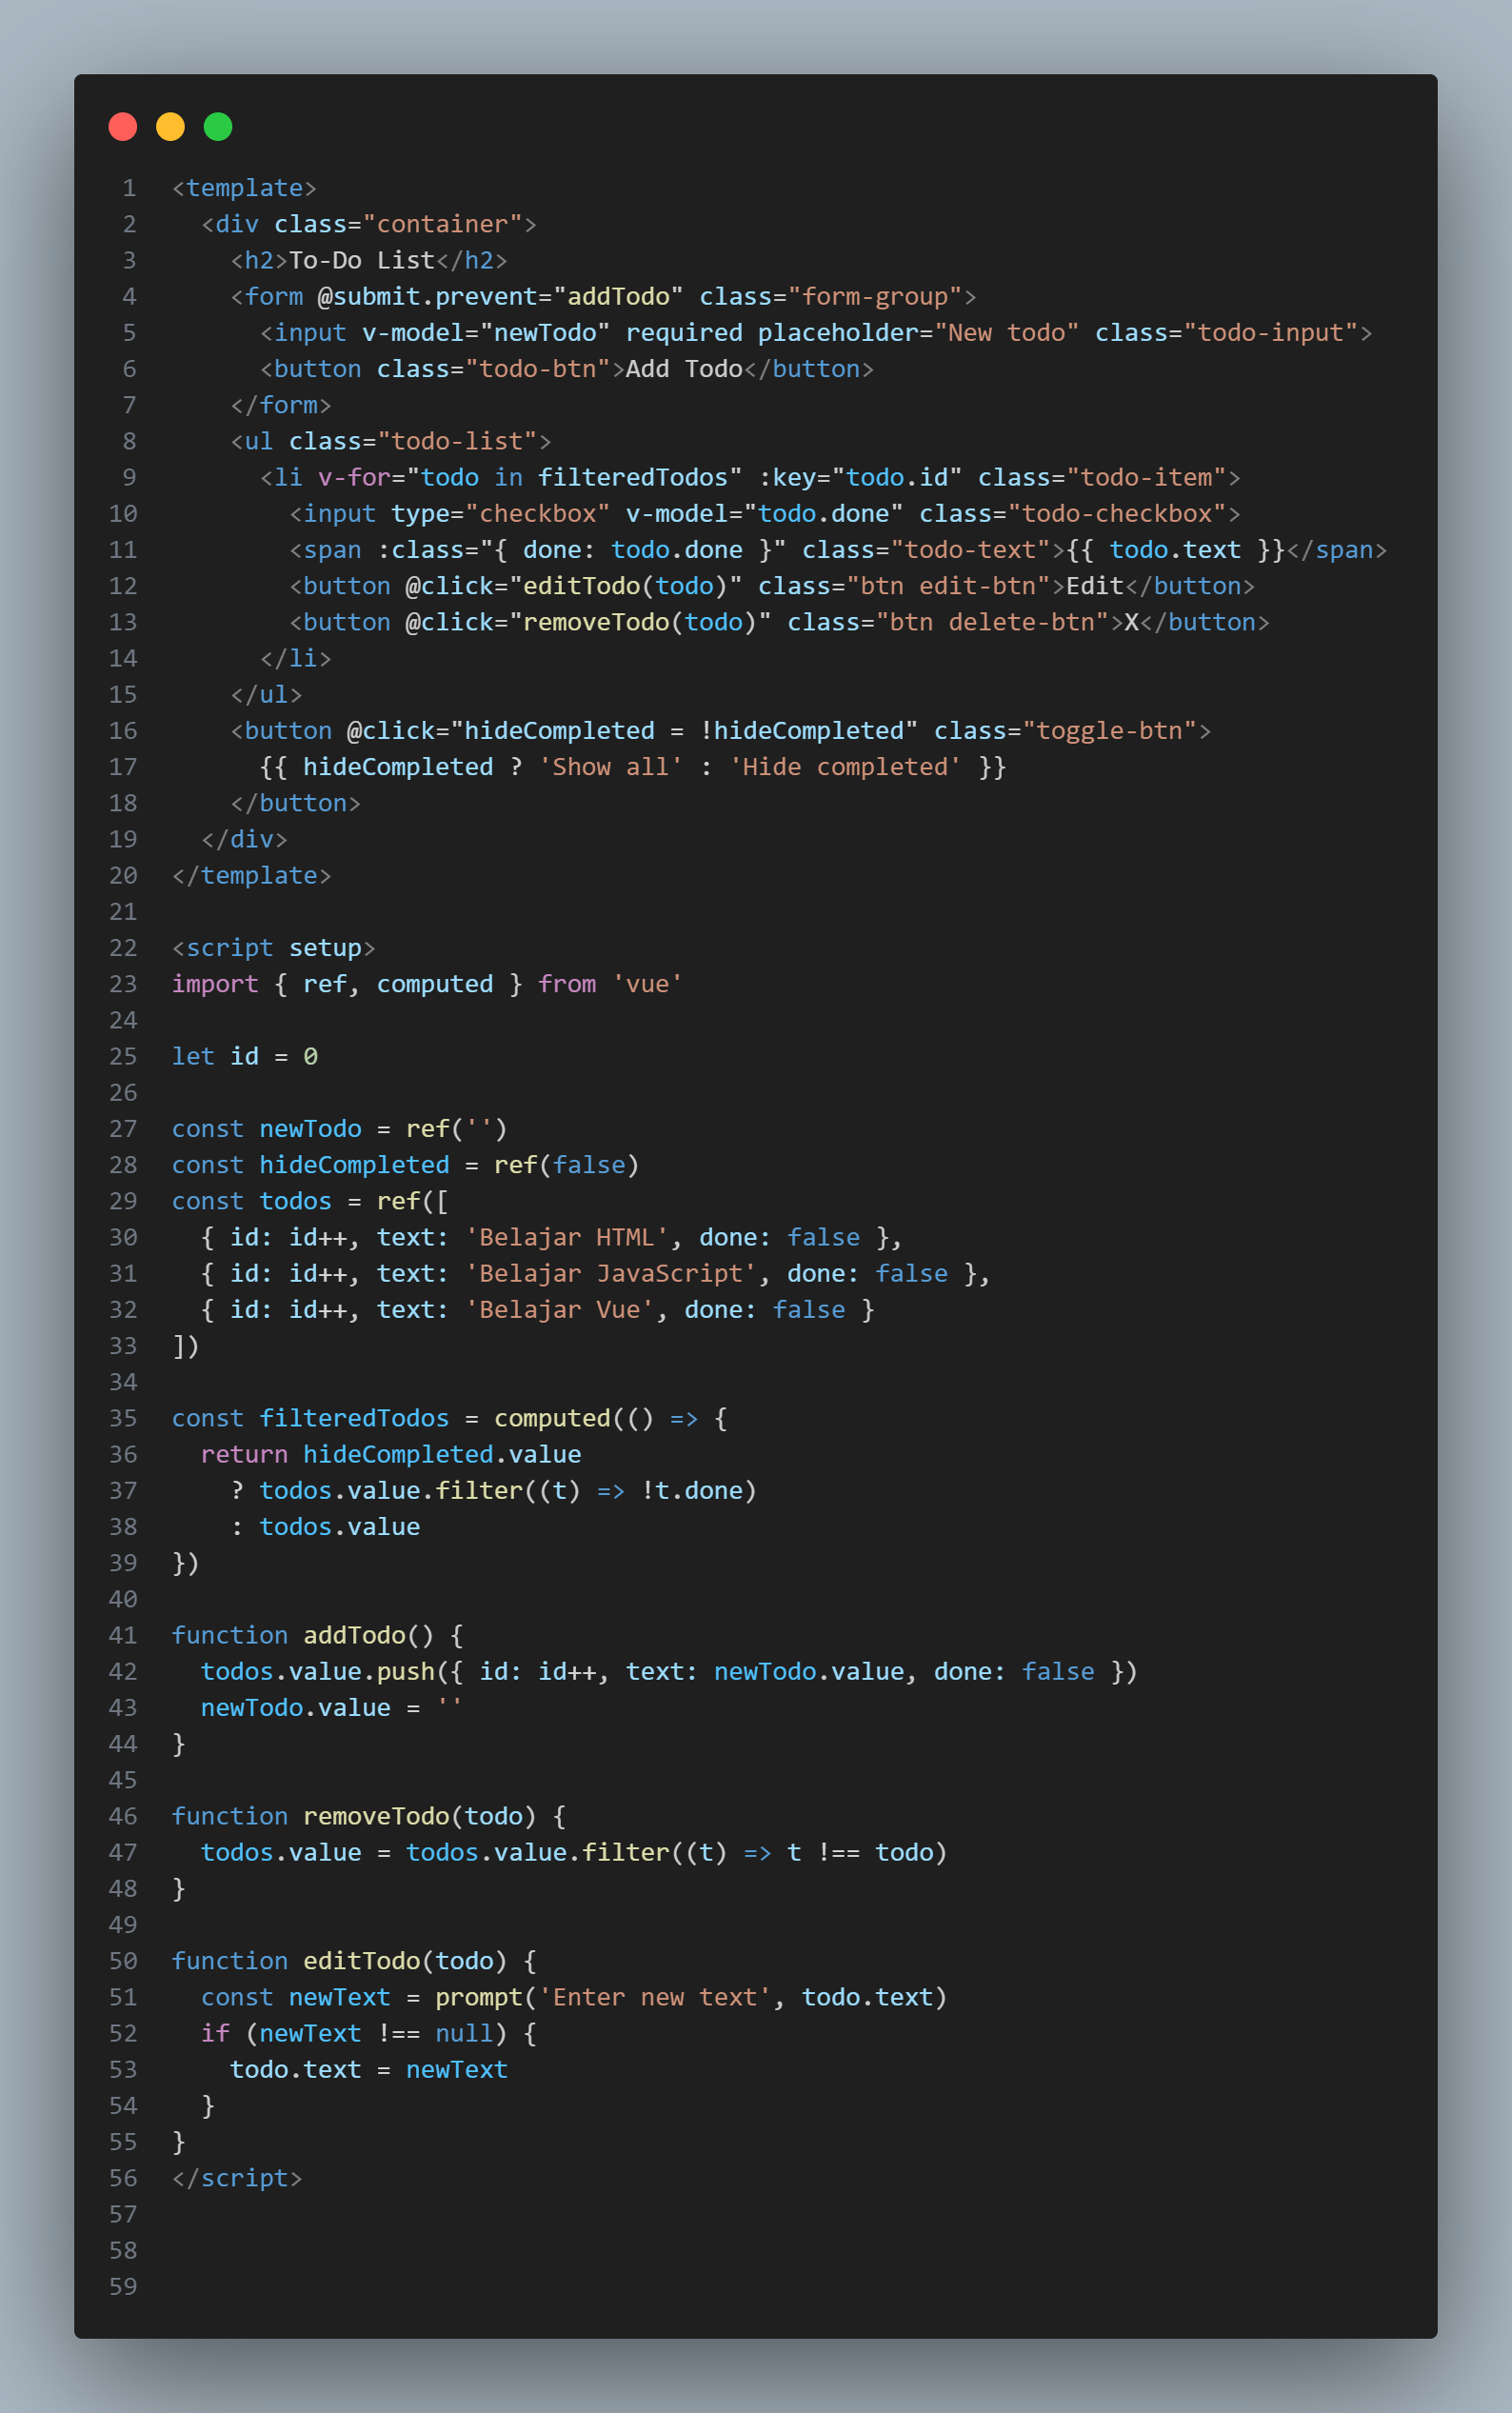 1 <template>
2   <div class="container">
3     <h2>To-Do List</h2>
4     <form @submit.prevent="addTodo" class="form-group">
5       <input v-model="newTodo" required placeholder="New todo" class="todo-input">
6       <button class="todo-btn">Add Todo</button>
7     </form>
8     <ul class="todo-list">
9       <li v-for="todo in filteredTodos" :key="todo.id" class="todo-item">
10         <input type="checkbox" v-model="todo.done" class="todo-checkbox">
11         <span :class="{ done: todo.done }" class="todo-text">{{ todo.text }}</span>
12         <button @click="editTodo(todo)" class="btn edit-btn">Edit</button>
13         <button @click="removeTodo(todo)" class="btn delete-btn">X</button>
14       </li>
15     </ul>
16     <button @click="hideCompleted = !hideCompleted" class="toggle-btn">
17       {{ hideCompleted ? 'Show all' : 'Hide completed' }}
18     </button>
19   </div>
20 </template>
21
22 <script setup>
23 import { ref, computed } from 'vue'
24
25 let id = 0
26
27 const newTodo = ref('')
28 const hideCompleted = ref(false)
29 const todos = ref([
30   { id: id++, text: 'Belajar HTML', done: false },
31   { id: id++, text: 'Belajar JavaScript', done: false },
32   { id: id++, text: 'Belajar Vue', done: false }
33 ])
34
35 const filteredTodos = computed(() => {
36   return hideCompleted.value
37     ? todos.value.filter((t) => !t.done)
38     : todos.value
39 })
40
41 function addTodo() {
42   todos.value.push({ id: id++, text: newTodo.value, done: false })
43   newTodo.value = ''
44 }
45
46 function removeTodo(todo) {
47   todos.value = todos.value.filter((t) => t !== todo)
48 }
49
50 function editTodo(todo) {
51   const newText = prompt('Enter new text', todo.text)
52   if (newText !== null) {
53     todo.text = newText
54   }
55 }
56 </script>
57
58
59